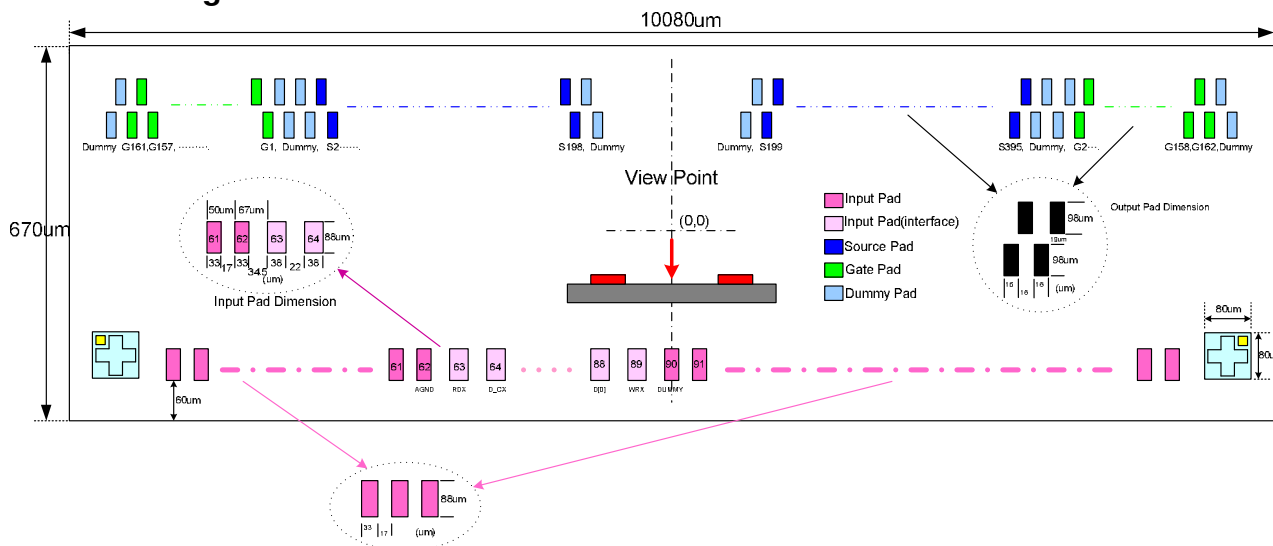 10080um
670um
Dummy G161,G157, ..........
G1, Dummy, S2......
S198, Dummy
Dummy, S199
S395, Dummy, G2....
G158,G162,Dummy
View Point
(0,0)
50um 67um
61 62 63 64
88um
33 17 33 34.5 38 22 38
(um)
Input Pad Dimension
Input Pad
Input Pad(interface)
Source Pad
Gate Pad
Dummy Pad
Output Pad Dimension
98um
19um
98um
16 18 16 (um)
80um
80u
61 62 63 64 88 89 90 91
AGND RDX D_CX D[0] WRX DUMMY
60um
88um
33 17 (um)